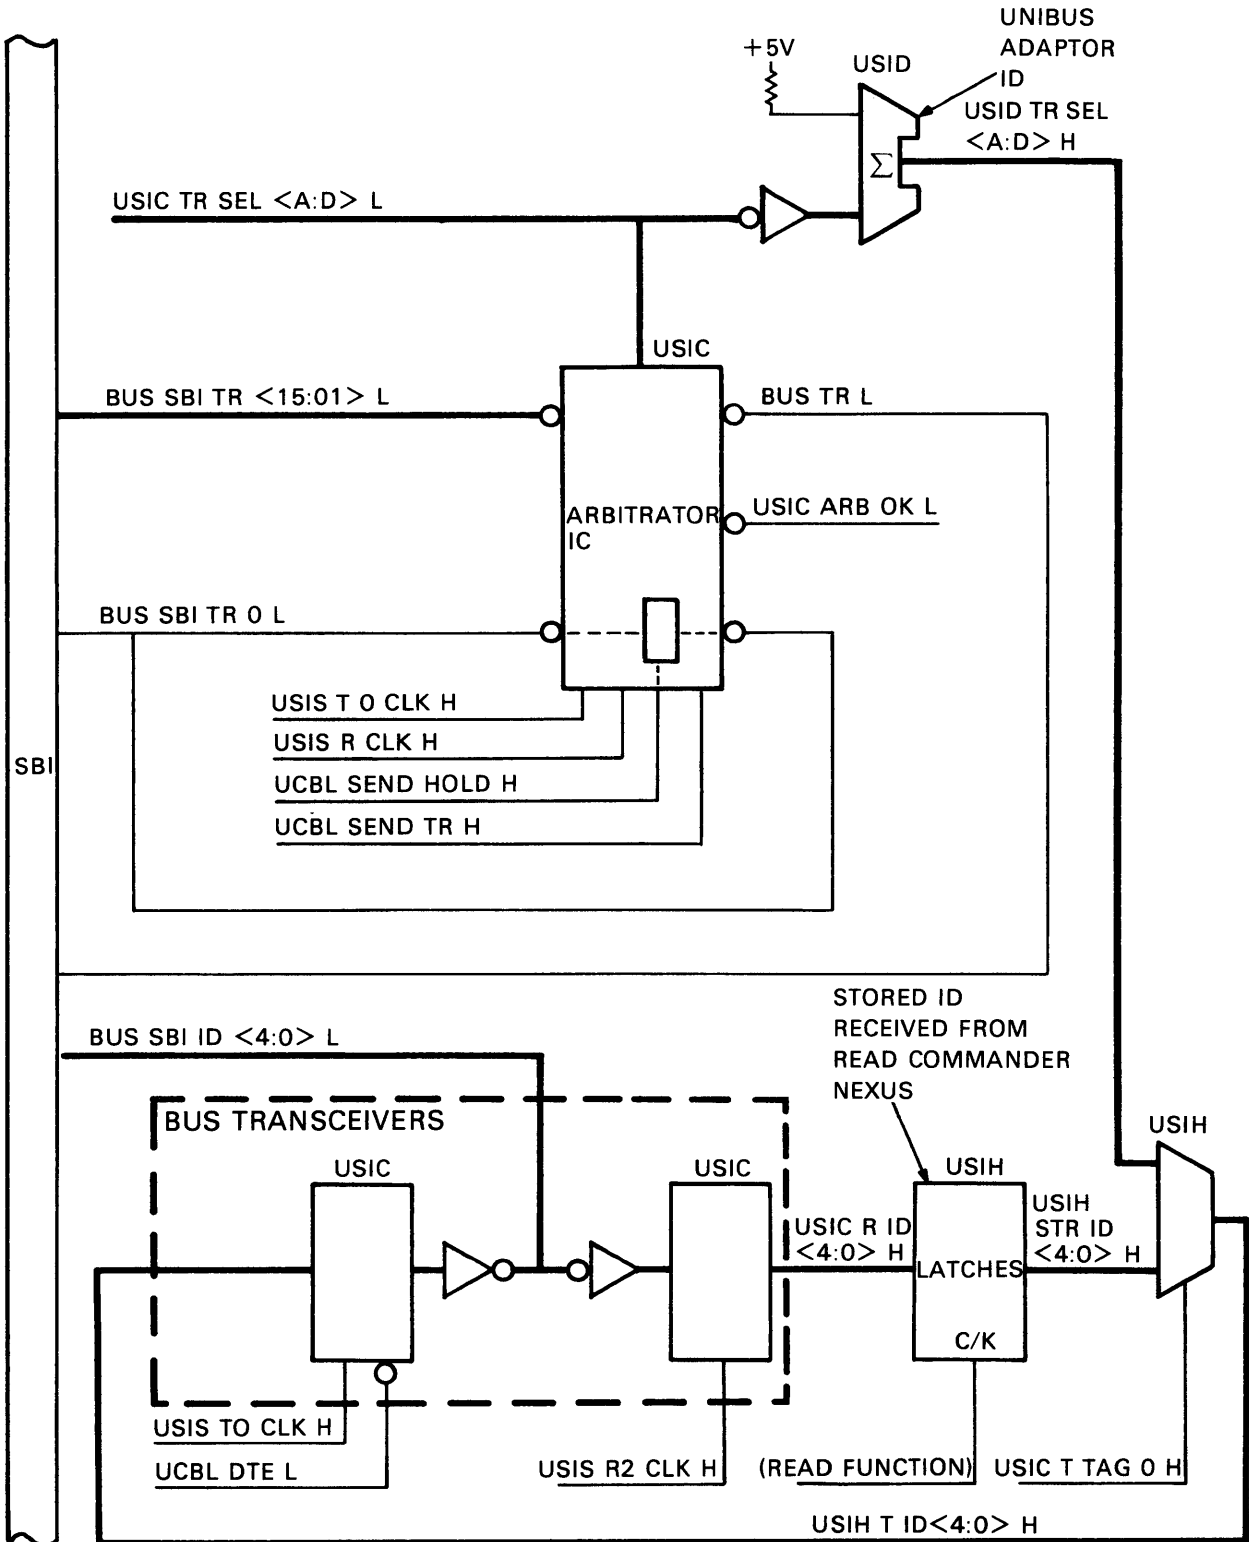 UNIBUS
ADAPTOR
ID
+5V
USID
USID TR SEL
<A:D> H
Σ
USIC TR SEL <A:D> L
USIC
BUS SBI TR <15:01> L
BUS TR L
ARBITRATOR
IC
USIC ARB OK L
BUS SBI TR 0 L
USIS T 0 CLK H
USIS R CLK H
UCBL SEND HOLD H
UCBL SEND TR H
SBI
STORED ID
RECEIVED FROM
READ COMMANDER
NEXUS
BUS SBI ID <4:0> L
BUS TRANSCEIVERS
USIC
USIC
USIH
USIH
USIC R ID
<4:0> H
LATCHES
C/K
USIH
STR ID
<4:0> H
USIS TO CLK H
UCBL DTE L
USIS R2 CLK H
(READ FUNCTION)
USIC T TAG 0 H
USIH T ID<4:0> H